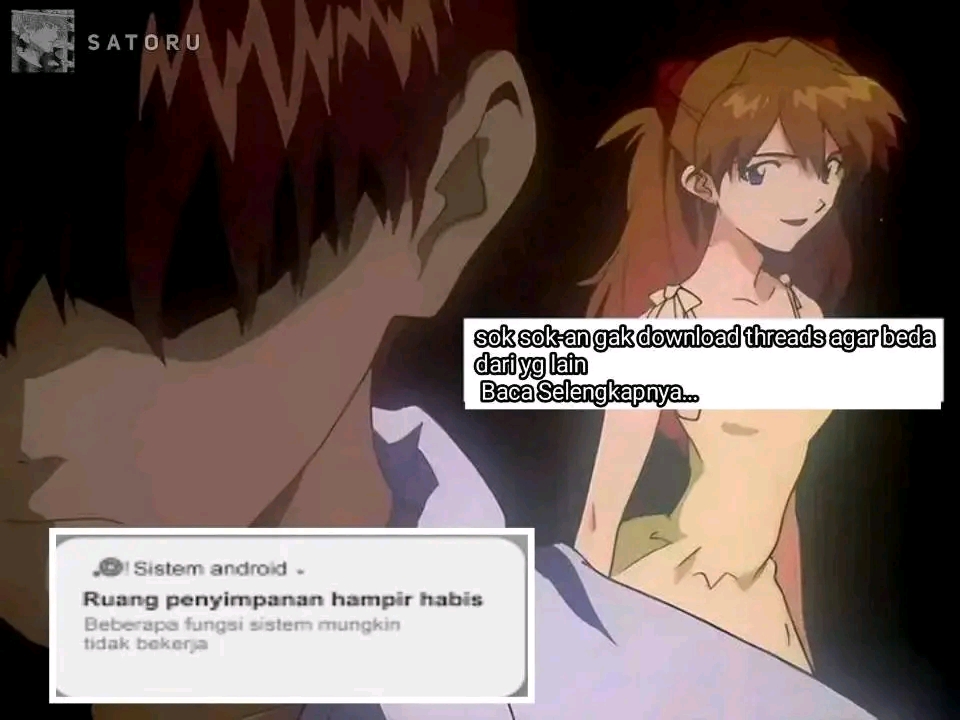 SATORU
sok sok-an gak download threads agar beda
dari yg lain
Baca Selengkapnya...
Sistem android
Ruang penyimpanan hampir habis
Beberapa fungsi sistem mungkin
tidak bekerja